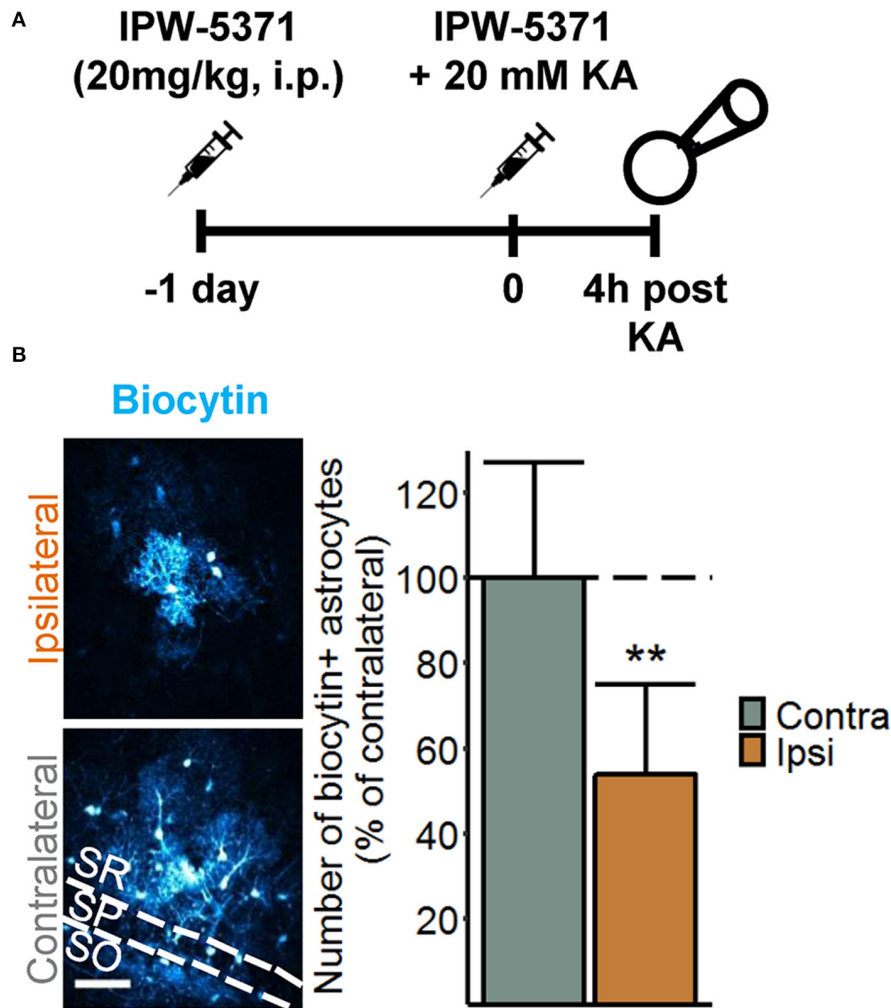 A
IPW-5371
(20mg/kg, i.p.)
IPW-5371
+ 20 mM KA
-1 day
0
4h post
KA
B
Biocytin
Ipsilateral
Contralateral
SR
SP
SO
Number of biocytin+ astrocytes
(% of contralateral)
120
100
80
60
40
20
**
Contra
Ipsi